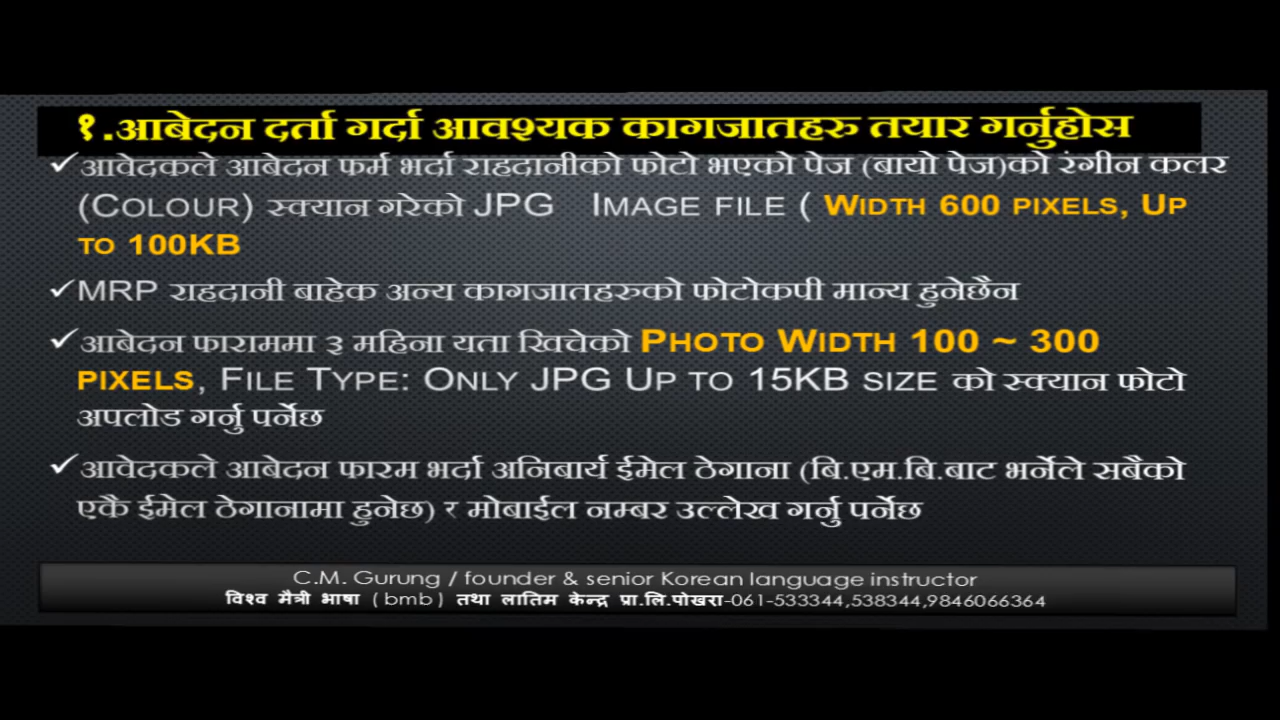 १.आबेदन दर्ता गर्दा आवश्यक कागजातहरु तयार गर्नुहोस
✓आवेदकले आबेदन फर्म भर्दा राहदानीको फोटो भएको पेज (बायो पेज)को रंगीन कलर
(COLOUR) स्क्यान गरेको JPG IMAGE FILE ( WIDTH 600 PIXELS, UP
TO 100KB
✓MRP राहदानी बाहेक अन्य कागजातहरुको फोटोकपी मान्य हुनेछैन
✓आबेदन फाराममा ३ महिना यता खिचेको PHOTO WIDTH 100 ~ 300
PIXELS, FILE TYPE: ONLY JPG UP TO 15KB SIZE को स्क्यान फोटो
अपलोड गर्नु पर्नेछ
✓आवेदकले आबेदन फारम भर्दा अनिबार्य ईमेल ठेगाना (बि.एम.बि.बाट भर्नेले सबैको
एकै ईमेल ठेगानामा हुनेछ) र मोबाईल नम्बर उल्लेख गर्नु पर्नेछ
C.M. Gurung / founder & senior Korean language instructor
विश्व मैत्री भाषा (bmb) तथा लातिम केन्द्र प्रा.लि.पोखरा-061-533344,538344,9846066364